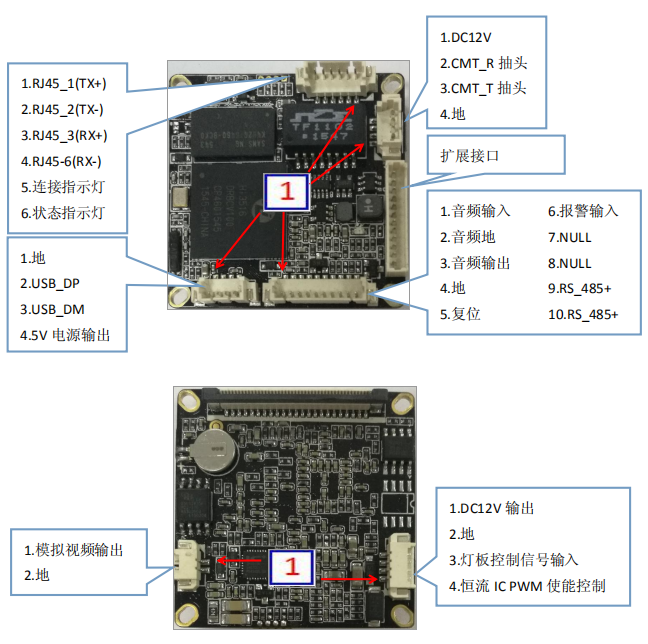 1.DC12V
2.CMT_R 抽头
3.CMT_T 抽头
4.地
1.RJ45_1(TX+)
2.RJ45_2(TX-)
3.RJ45_3(RX+)
4.RJ45-6(RX-)
5.连接指示灯
6.状态指示灯
TF1102
1547
扩展接口
1
1.音频输入
2.音频地
3.音频输出
4.地
5.复位
6.报警输入
7.NULL
8.NULL
9.RS_485+
10.RS_485+
1.地
2.USB_DP
3.USB_DM
4.5V 电源输出
1.DC12V 输出
2.地
3.灯板控制信号输入
4.恒流 IC PWM 使能控制
1.模拟视频输出
2.地
1